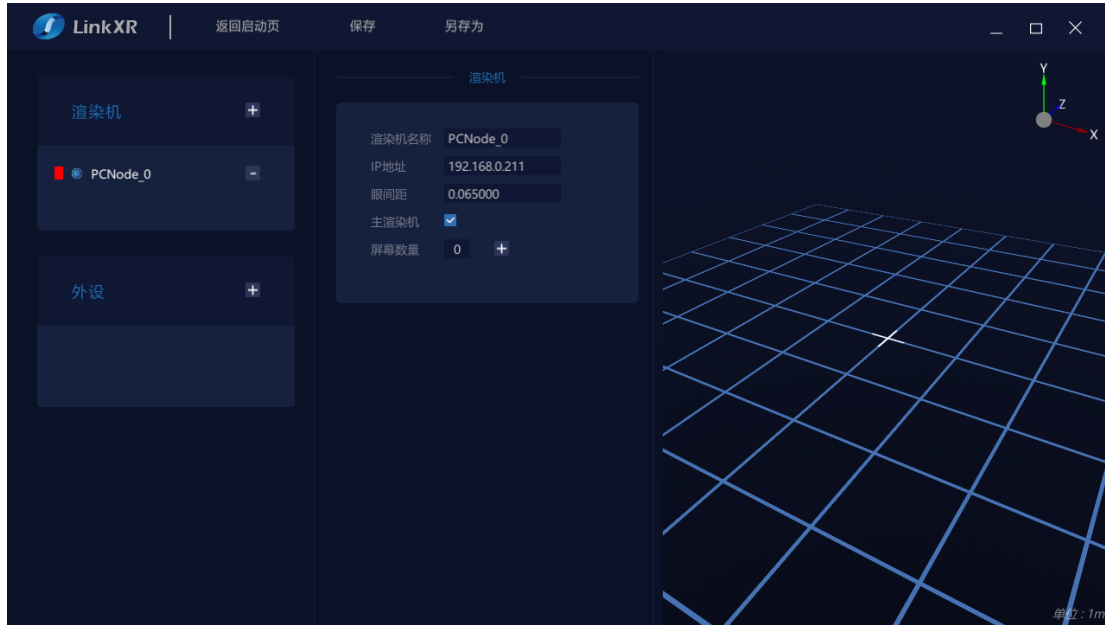 LinkXR 返回启动页 保存 另存为
渲染机
PCNode_0
外设
渲染机
渲染机名称 PCNode_0
IP地址 192.168.0.211
眼间距 0.065000
主渲染机
屏幕数量 0
Y
Z
X
单位 : 1m